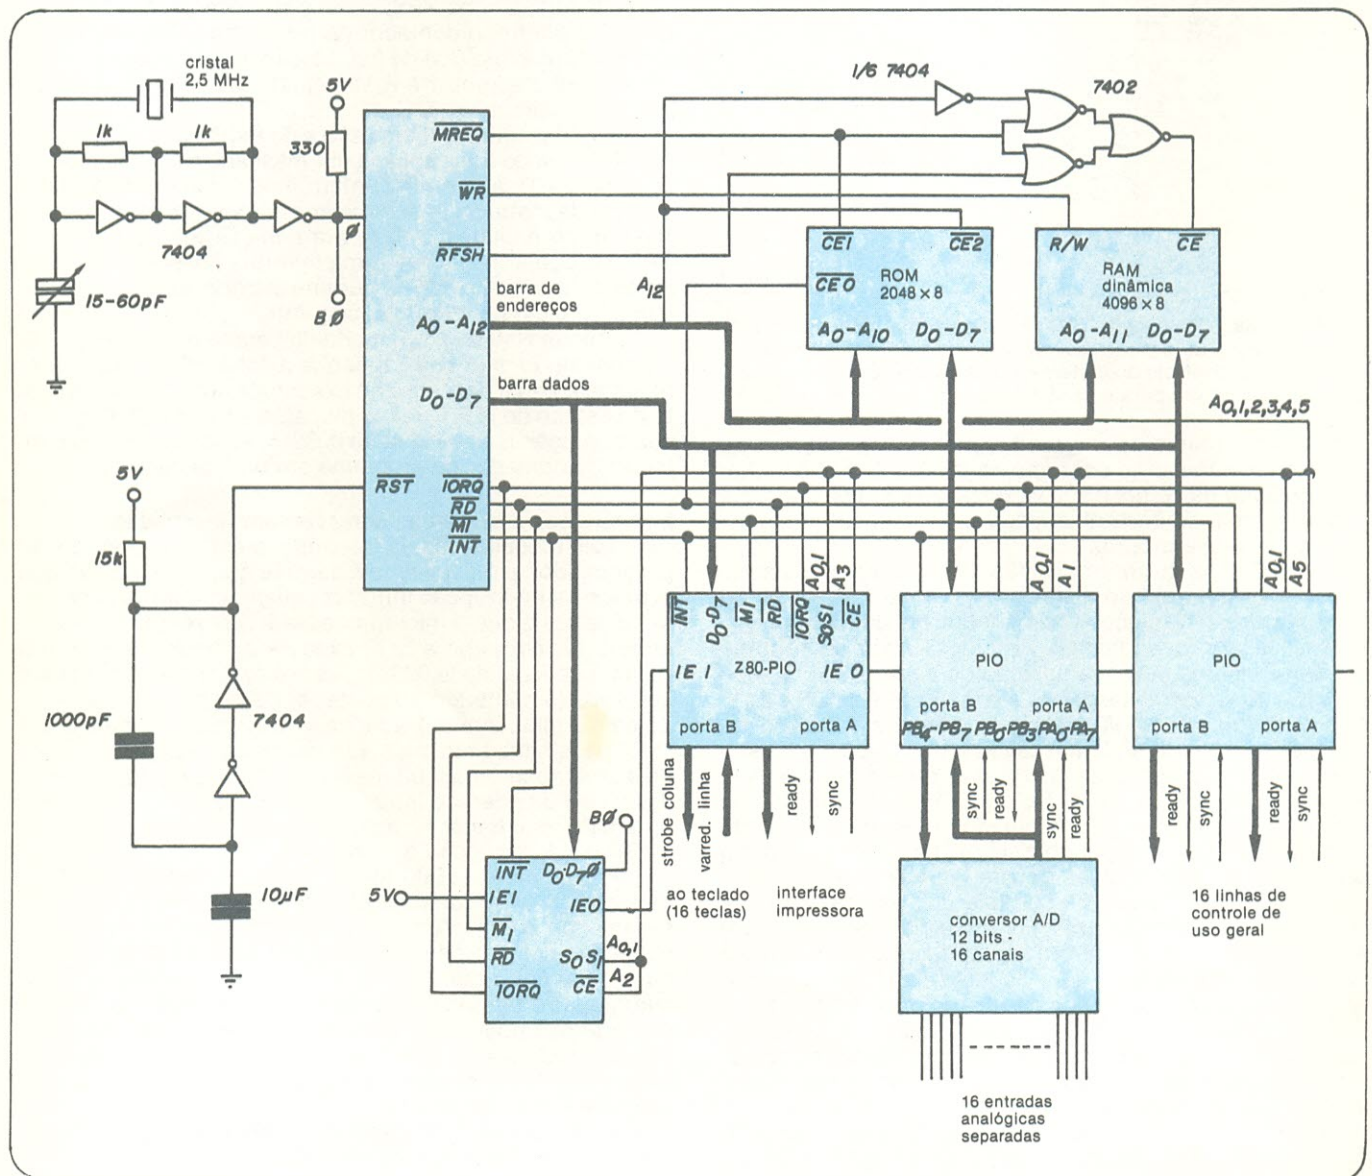 cristal
2,5 MHz
1k
1k
5V
330
7404
15-60pF
Ø
BØ
5V
15k
1000pF
7404
10µF
MREQ
WR
RFSH
A0-A12
D0-D7
RST
IORQ
RD
M1
INT
barra de
endereços
barra dados
A12
1/6 7404
7402
CE1
CE2
CE0
ROM
2048 × 8
A0-A10
D0-D7
R/W
CE
RAM
dinâmica
4096 × 8
A0-A11
D0-D7
A0,1,2,3,4,5
A0,1
A3
A0,1
A1
A0,1
A5
INT
D0-D7
M1
RD
IORQ
S0S1
CE
IE1
Z80-PIO
IE0
porta B
porta A
PIO
porta B
porta A
PB4-PB7
PB0-PB3
PA0-PA7
PIO
porta B
porta A
strobe coluna
varred. linha
ready
sync
sync
ready
sync
ready
ready
sync
ready
sync
ao teclado
(16 teclas)
interface
impressora
16 linhas de
controle de
uso geral
5V
BØ
INT
D0-D7
Ø
IEI
IEO
M1
RD
S0S1
A0,1
IORQ
CE
A2
conversor A/D
12 bits -
16 canais
16 entradas
analógicas
separadas